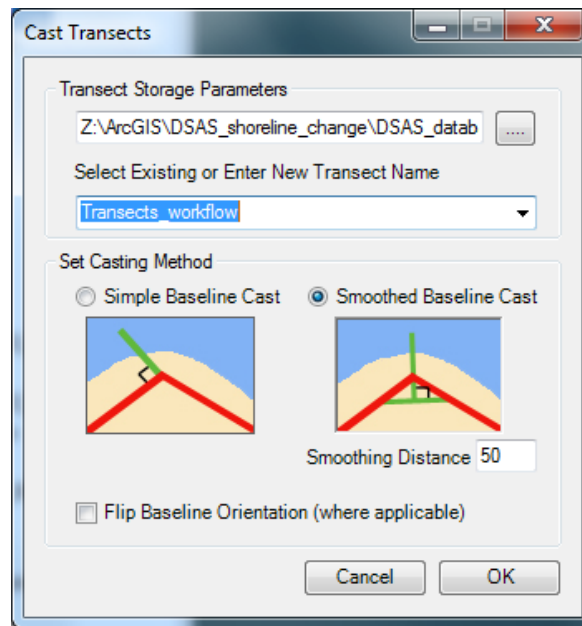 Cast Transects
Transect Storage Parameters
Z:\ArcGIS\DSAS_shoreline_change\DSAS_datab
....
Select Existing or Enter New Transect Name
Transects_workflow
Set Casting Method
Simple Baseline Cast
Smoothed Baseline Cast
Smoothing Distance 50
Flip Baseline Orientation (where applicable)
Cancel
OK